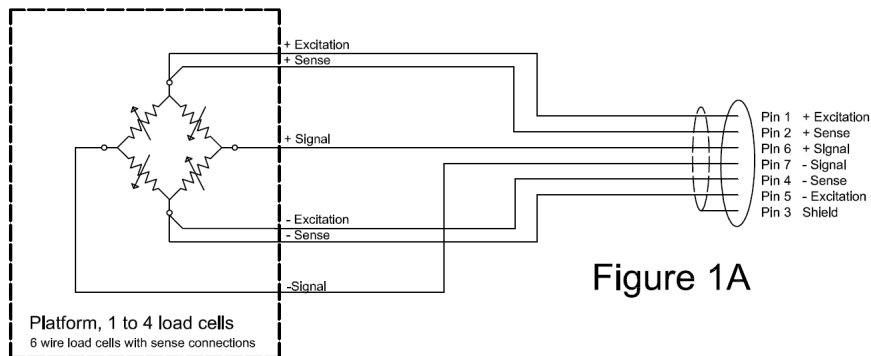 + Excitation
+ Sense
+ Signal
- Excitation
- Sense
-Signal
Pin 1 + Excitation
Pin 2 + Sense
Pin 6 + Signal
Pin 7 - Signal
Pin 4 - Sense
Pin 5 - Excitation
Pin 3 Shield
Figure 1A
Platform, 1 to 4 load cells
6 wire load cells with sense connections